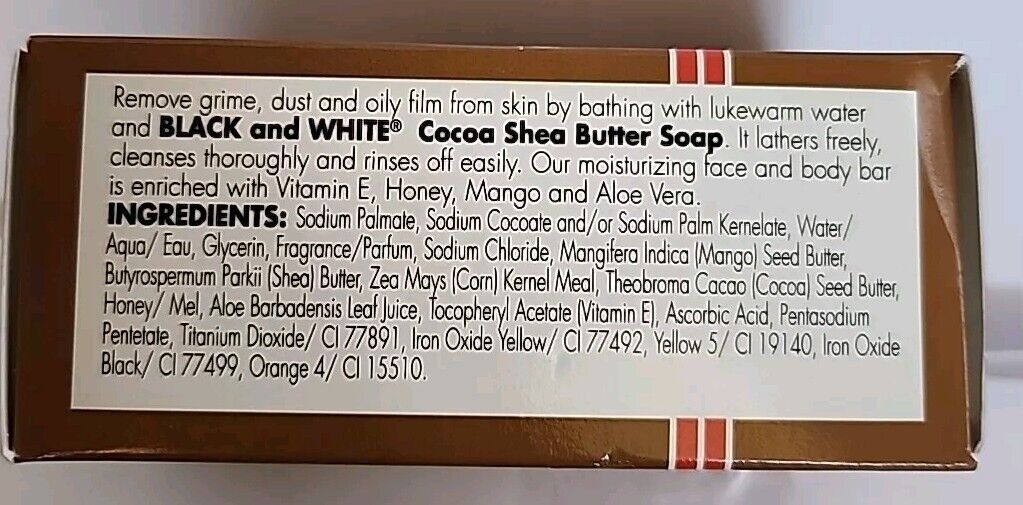 Remove grime, dust and oily film from skin by bathing with lukewarm water
and BLACK and WHITE® Cocoa Shea Butter Soap. It lathers freely,
cleanses thoroughly and rinses off easily. Our moisturizing face and body bar
is enriched with Vitamin E, Honey, Mango and Aloe Vera.
INGREDIENTS: Sodium Palmate, Sodium Cocoate and/or Sodium Palm Kernelate, Water/
Aqua/ Eau, Glycerin, Fragrance/Parfum, Sodium Chloride, Mangifera Indica (Mango) Seed Butter,
Butyrospermum Parkii (Shea) Butter, Zea Mays (Corn) Kernel Meal, Theobroma Cacao (Cocoa) Seed Butter,
Honey/ Mel, Aloe Barbadensis Leaf Juice, Tocopheryl Acetate (Vitamin E), Ascorbic Acid, Pentasodium
Pentetate, Titanium Dioxide/ CI 77891, Iron Oxide Yellow/ CI 77492, Yellow 5/ CI 19140, Iron Oxide
Black/ CI 77499, Orange 4/ CI 15510.